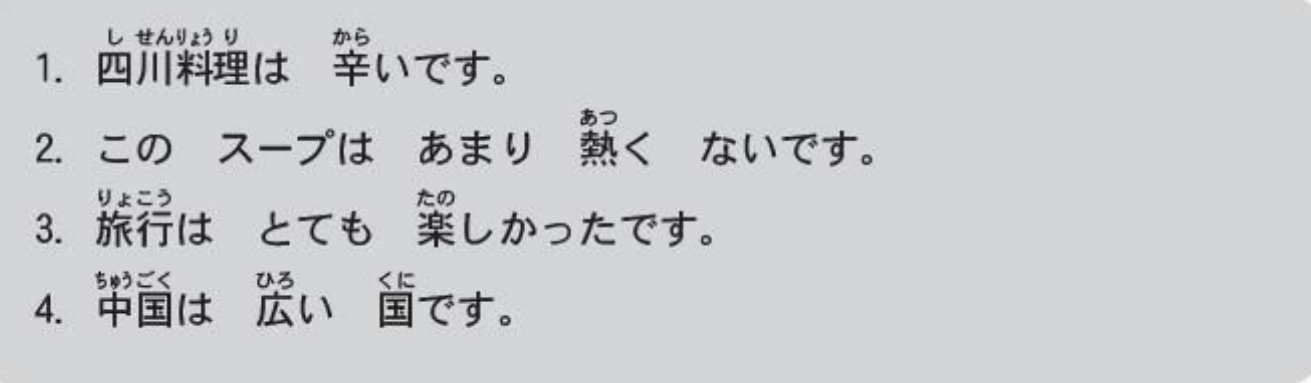 しせんりょうり から
1. 四川料理は 辛いです。
あつ
2. この スープは あまり 熱く ないです。
りょこう たの
3. 旅行は とても 楽しかったです。
ちゅうごく ひろ くに
4. 中国は 広い 国です。